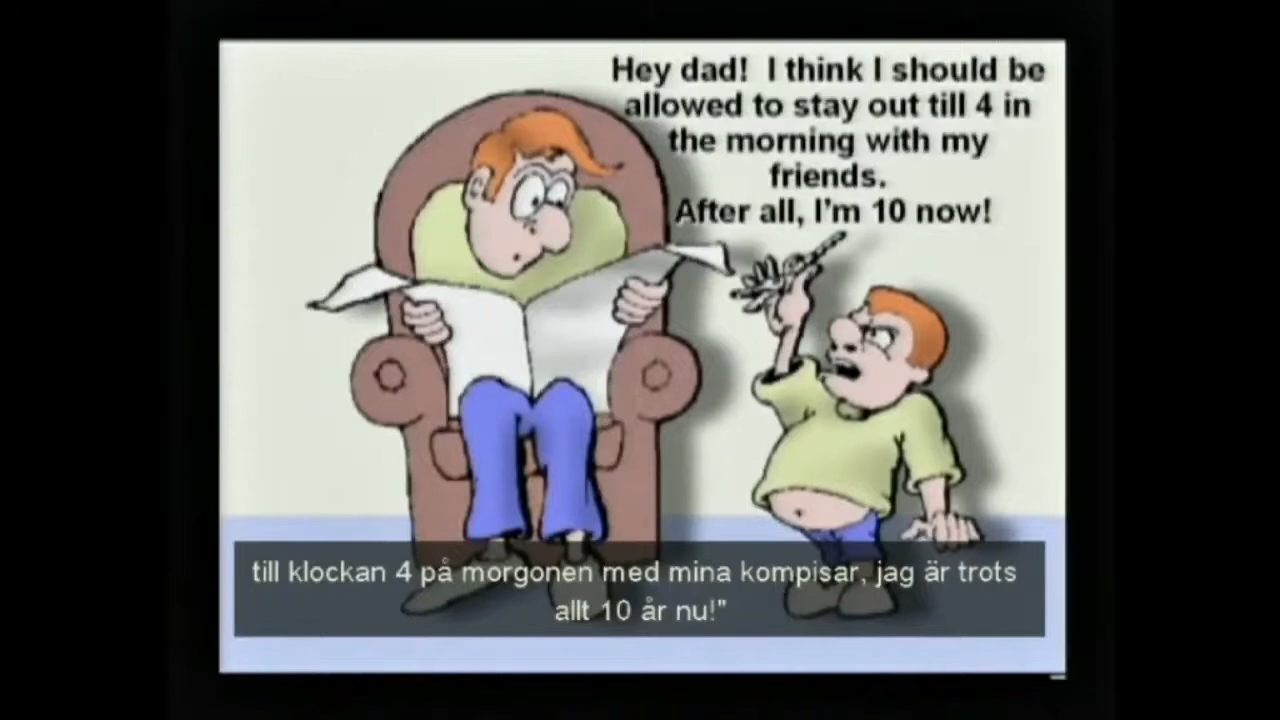 Hey dad! I think I should be
allowed to stay out till 4 in
the morning with my
friends.
After all, I'm 10 now!
till klockan 4 på morgonen med mina kompisar, jag är trots
allt 10 år nu!"